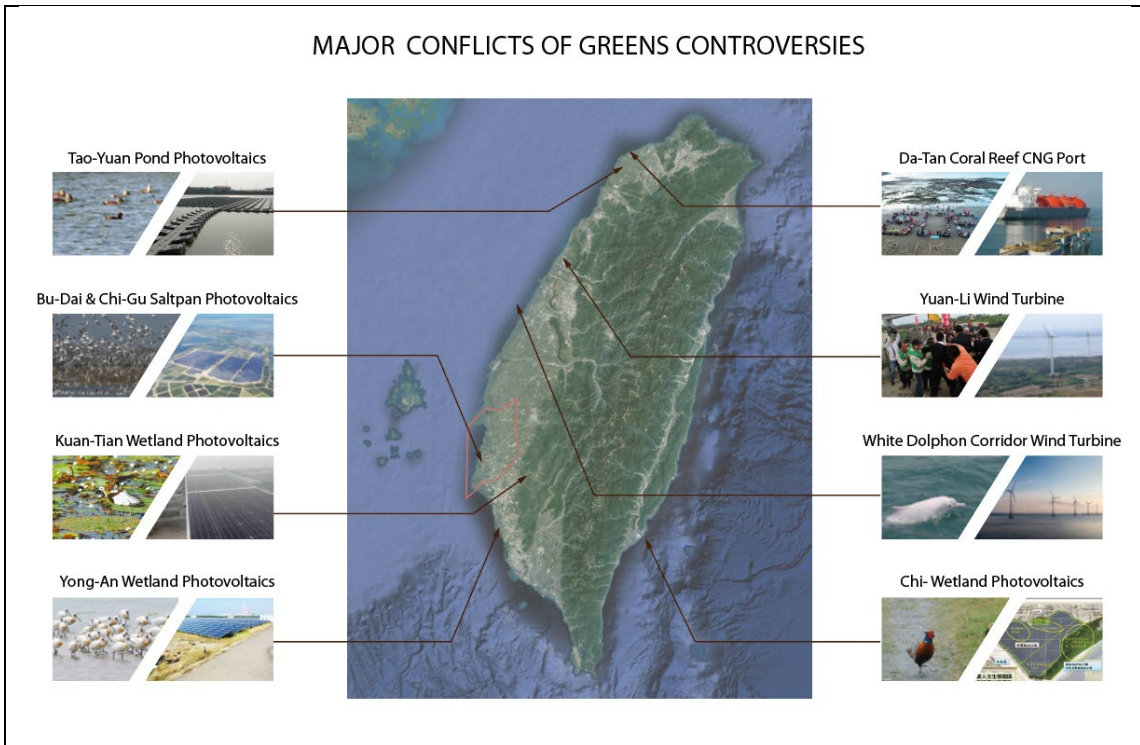 MAJOR CONFLICTS OF GREENS CONTROVERSIES
Tao-Yuan Pond Photovoltaics
Bu-Dai & Chi-Gu Saltpan Photovoltaics
Kuan-Tian Wetland Photovoltaics
Yong-An Wetland Photovoltaics
Da-Tan Coral Reef CNG Port
Yuan-Li Wind Turbine
White Dolphon Corridor Wind Turbine
Chi- Wetland Photovoltaics